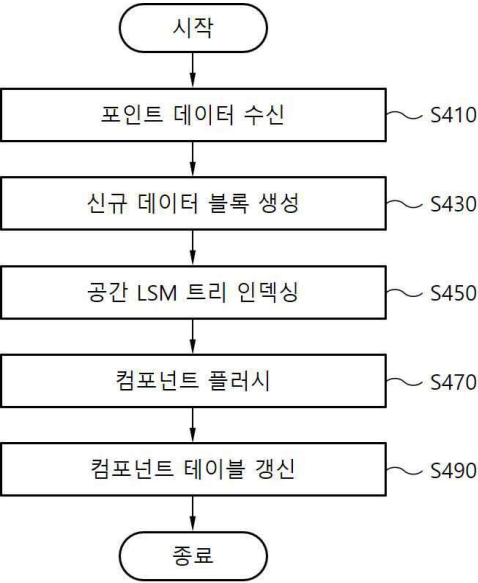 시작
포인트 데이터 수신 S410
신규 데이터 블록 생성 S430
공간 LSM 트리 인덱싱 S450
컴포넌트 플러시 S470
컴포넌트 테이블 갱신 S490
종료